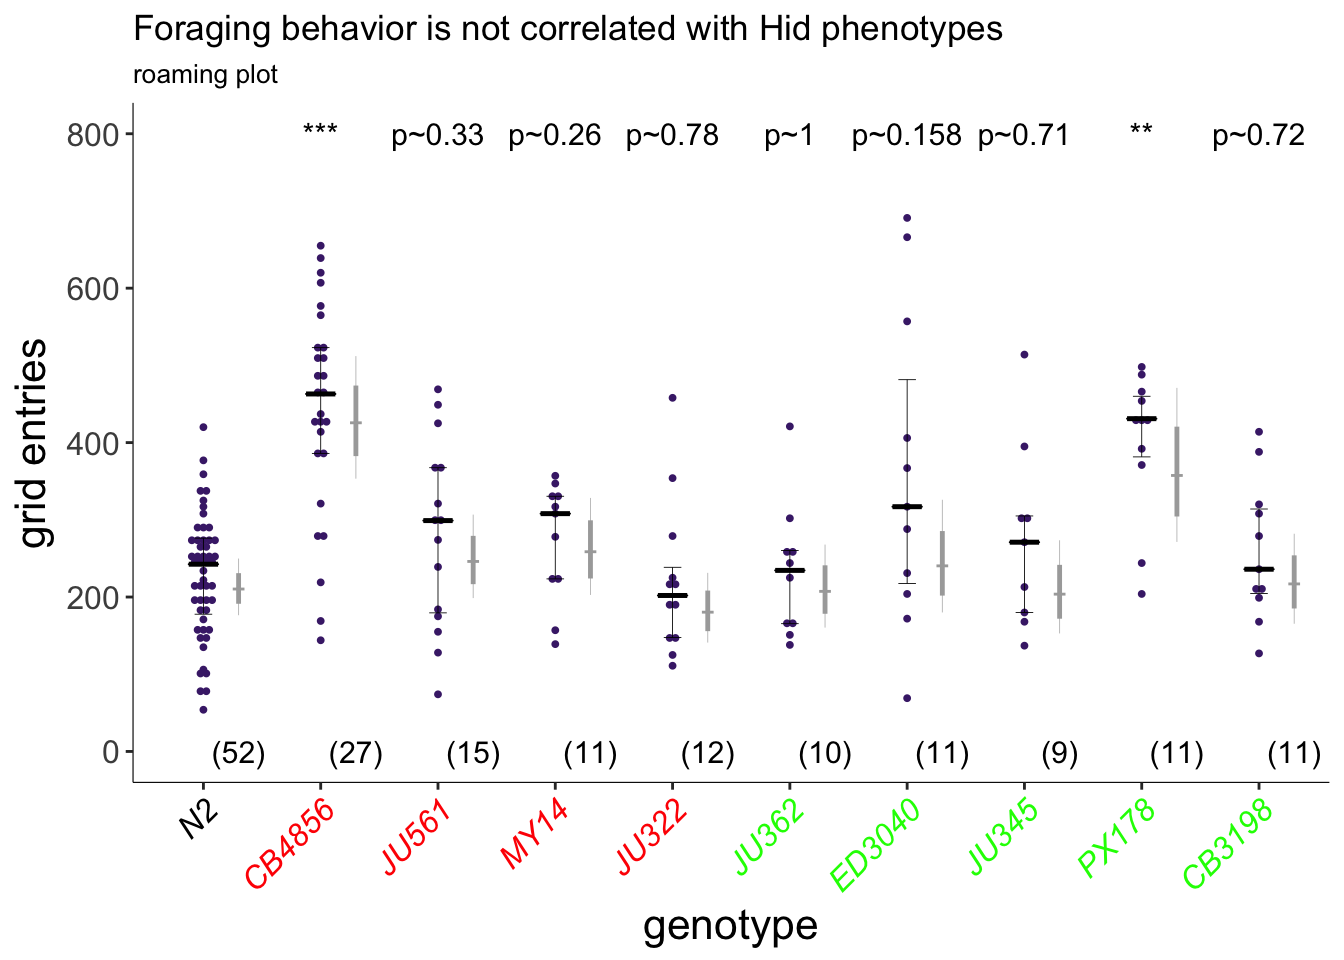 Foraging behavior is not correlated with Hid phenotypes
roaming plot
*** p~0.33 p~0.26 p~0.78 p~1 p~0.158 p~0.71 ** p~0.72
800
600
400
200
0
grid entries
(52) (27) (15) (11) (12) (10) (11) (9) (11) (11)
N2 CB4856 JU561 MY14 JU322 JU362 ED3040 JU345 PX178 CB3198
genotype